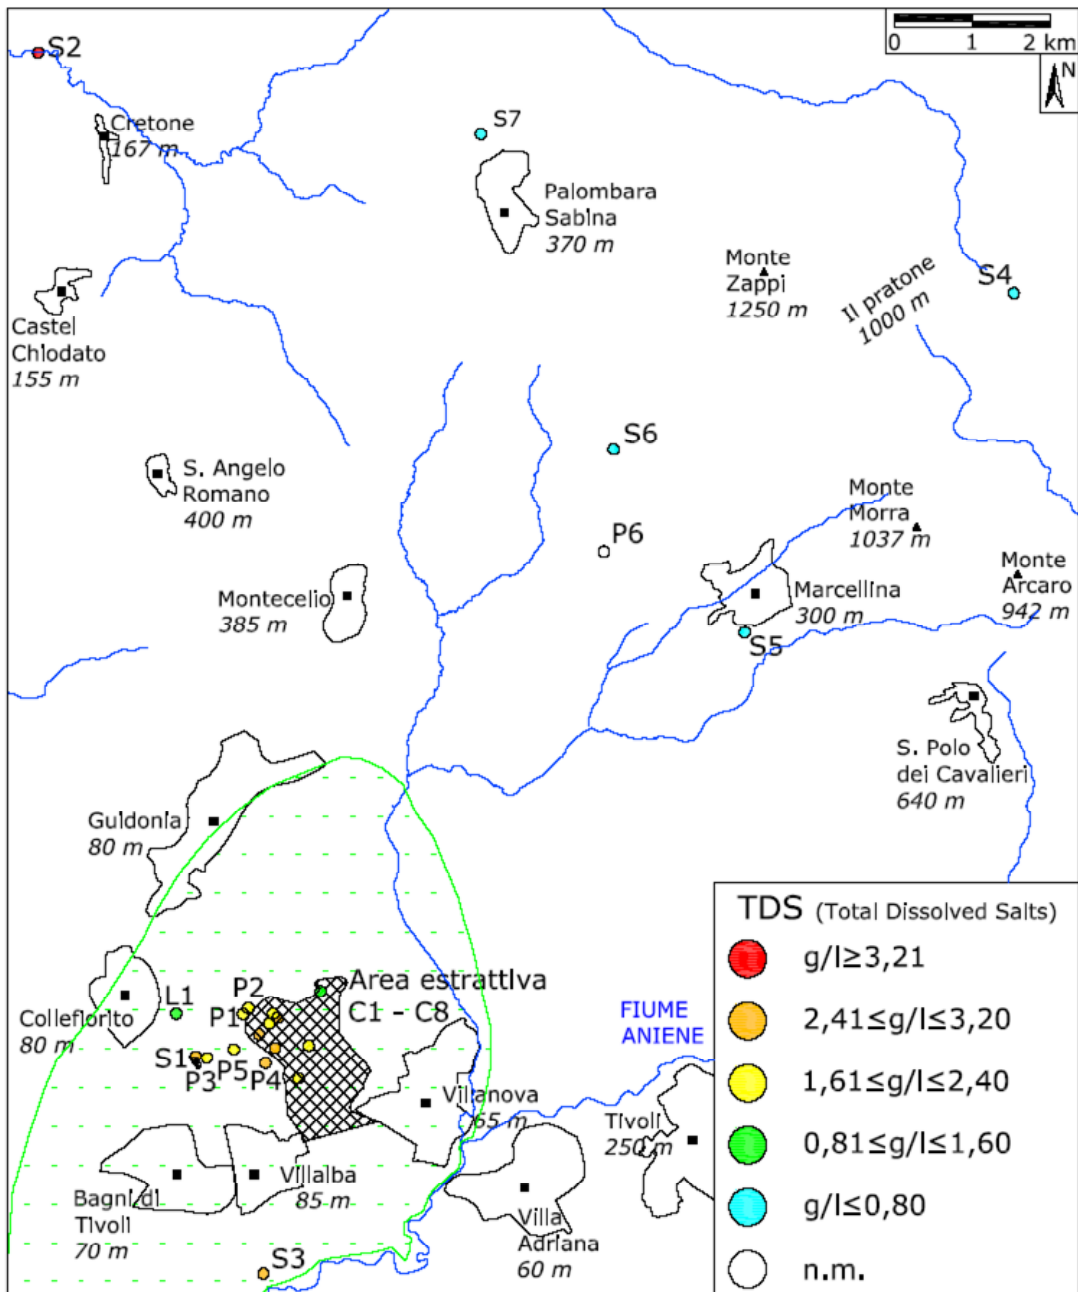 S2
0 1 2 km
N
Cretone
167 m
S7
Palombara
Sabina
370 m
Monte
Zappi
1250 m
Il pratone
1000 m
S4
Castel
Chiodato
155 m
S6
S. Angelo
Romano
400 m
Monte
Morra
1037 m
P6
Montecelio
385 m
Marcellina
300 m
Monte
Arcaro
942 m
S5
S. Polo
dei Cavalieri
640 m
Guidonia
80 m
Collefiorito
80 m
L1
P2
P1
Area estrattiva
C1 - C8
S1
P3
P5
P4
Villanova
65 m
FIUME
ANIENE
Tivoli
250 m
Bagni di
Tivoli
70 m
Villalba
85 m
Villa
Adriana
60 m
S3
TDS (Total Dissolved Salts)
g/l≥3,21
2,41≤g/l≤3,20
1,61≤g/l≤2,40
0,81≤g/l≤1,60
g/l≤0,80
n.m.